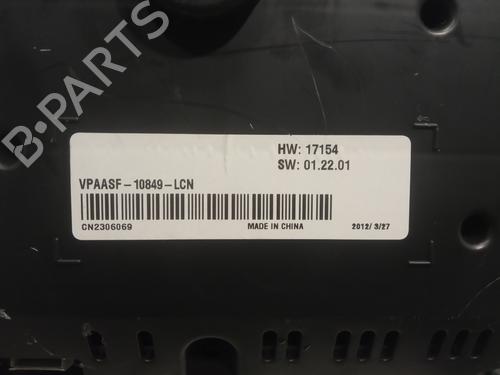 B-PARTS
HW: 17154
SW: 01.22.01
VPAASF-10849-LCN
CN2306069 MADE IN CHINA 2012/ 3/27